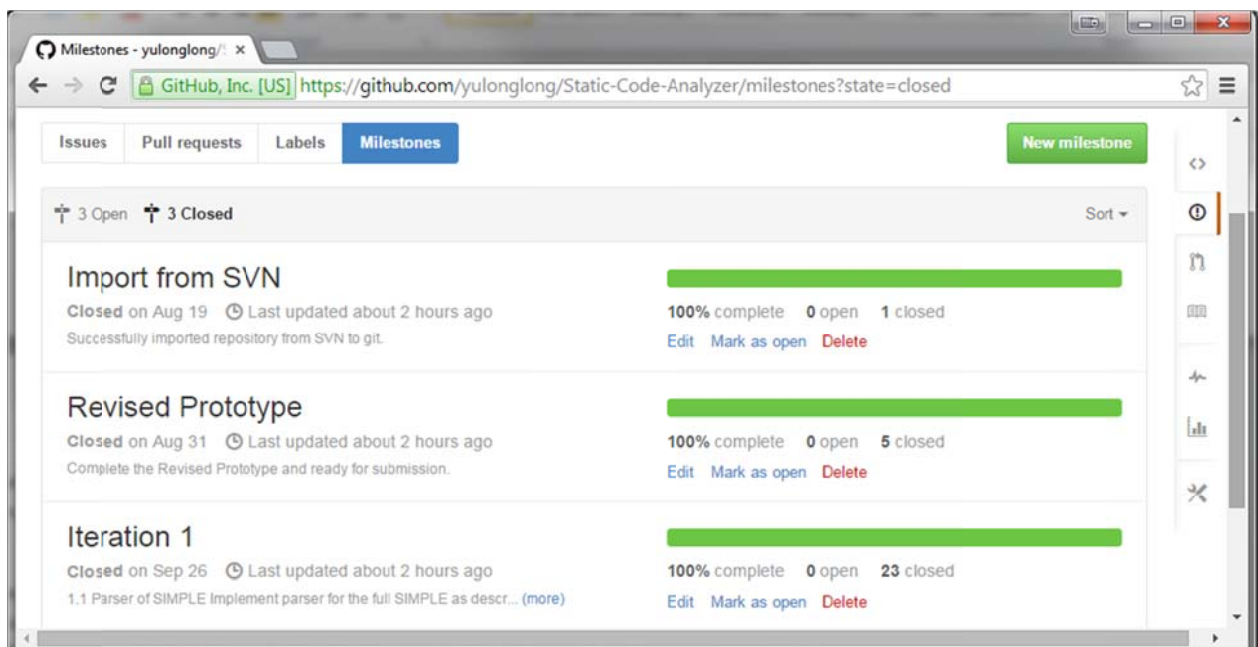 Milestones - yulonglong/
GitHub, Inc. [US] https://github.com/yulonglong/Static-Code-Analyzer/milestones?state=closed
Issues Pull requests Labels Milestones New milestone
3 Open 3 Closed Sort
Import from SVN
Closed on Aug 19 Last updated about 2 hours ago 100% complete 0 open 1 closed
Successfully imported repository from SVN to git. Edit Mark as open Delete
Revised Prototype
Closed on Aug 31 Last updated about 2 hours ago 100% complete 0 open 5 closed
Complete the Revised Prototype and ready for submission. Edit Mark as open Delete
Iteration 1
Closed on Sep 26 Last updated about 2 hours ago 100% complete 0 open 23 closed
1.1 Parser of SIMPLE Implement parser for the full SIMPLE as descr... (more) Edit Mark as open Delete